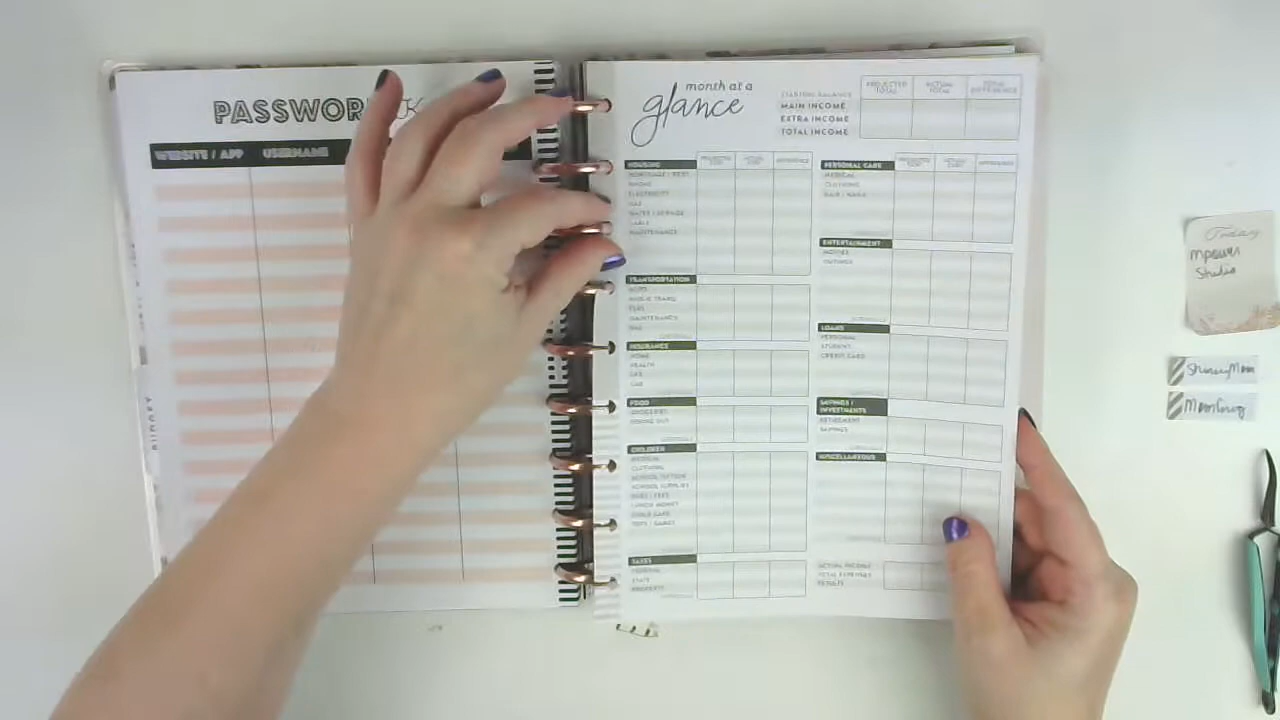 PASSWOR
WEBSITE / APP
USERNAME
BUDGET
month at a
glance
PROJECTED TOTAL
ACTUAL TOTAL
TOTAL DIFFERENCE
STARTING BALANCE
MAIN INCOME
EXTRA INCOME
TOTAL INCOME
HOUSING
MORTGAGE / RENT
PHONE
ELECTRICITY
GAS
WATER / SEWAGE
CABLE
MAINTENANCE
TRANSPORTATION
PUBLIC TRANS.
FUEL
MAINTENANCE
INSURANCE
HOME
HEALTH
LIFE
CAR
FOOD
GROCERIES
DINING OUT
CHILDREN
MEDICAL
CLOTHING
SCHOOL TUITION
SCHOOL SUPPLIES
DUES / FEES
LUNCH MONEY
CHILD CARE
TOYS / GAMES
TAXES
FEDERAL
STATE
PROPERTY
PERSONAL CARE
MEDICAL
CLOTHING
HAIR / NAILS
ENTERTAINMENT
MOVIES
OUTINGS
LOANS
PERSONAL
STUDENT
CREDIT CARD
SAVINGS /
INVESTMENTS
RETIREMENT
SAVINGS
MISCELLANEOUS
ACTUAL INCOME
TOTAL EXPENSES
RESULTS
Today
mpower
Studio